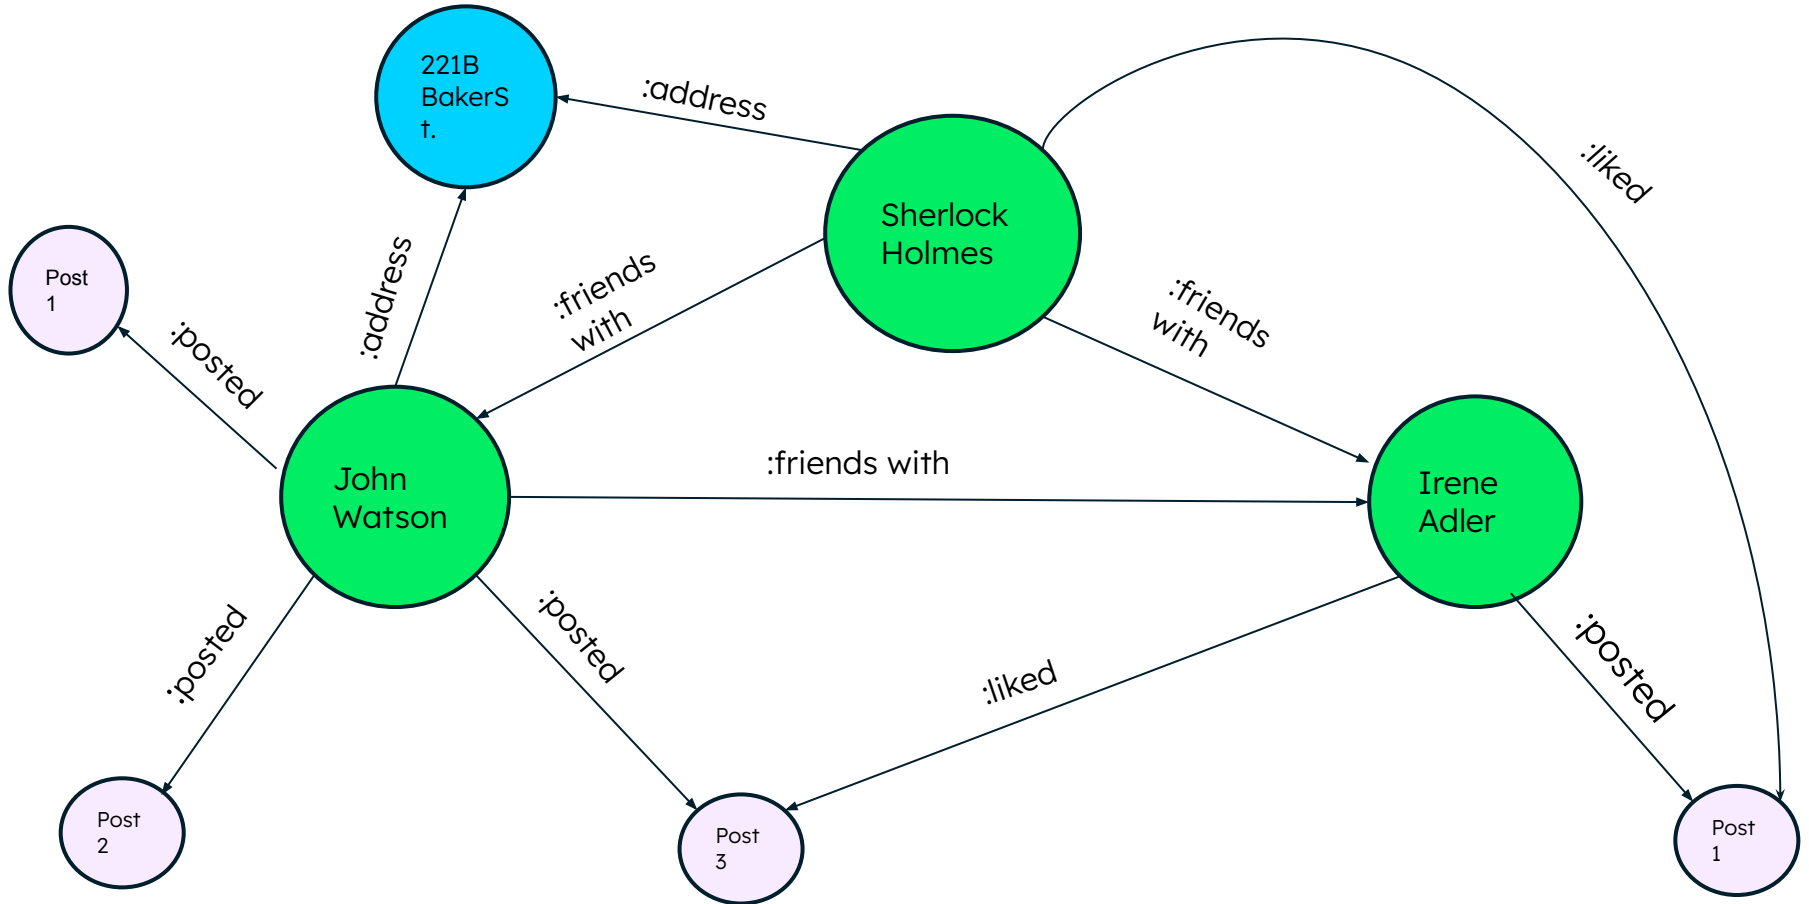 221B
BakerS
t.
:address
:liked
Sherlock
Holmes
Post
1
:posted
:address
:friends
with
:friends
with
John
Watson
:friends with
Irene
Adler
:posted
:posted
:liked
:posted
Post
2
Post
3
Post
1